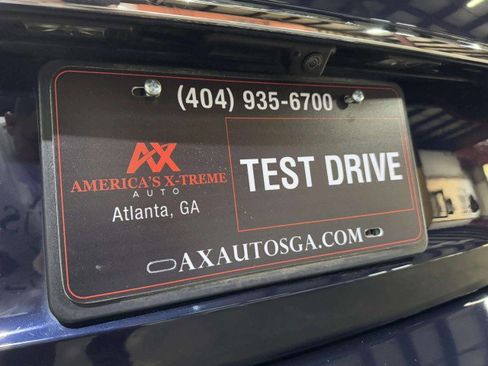 (404) 935-6700
AX
AMERICA'S X-TREME
AUTO
Atlanta, GA
TEST DRIVE
AXAUTOSGA.COM